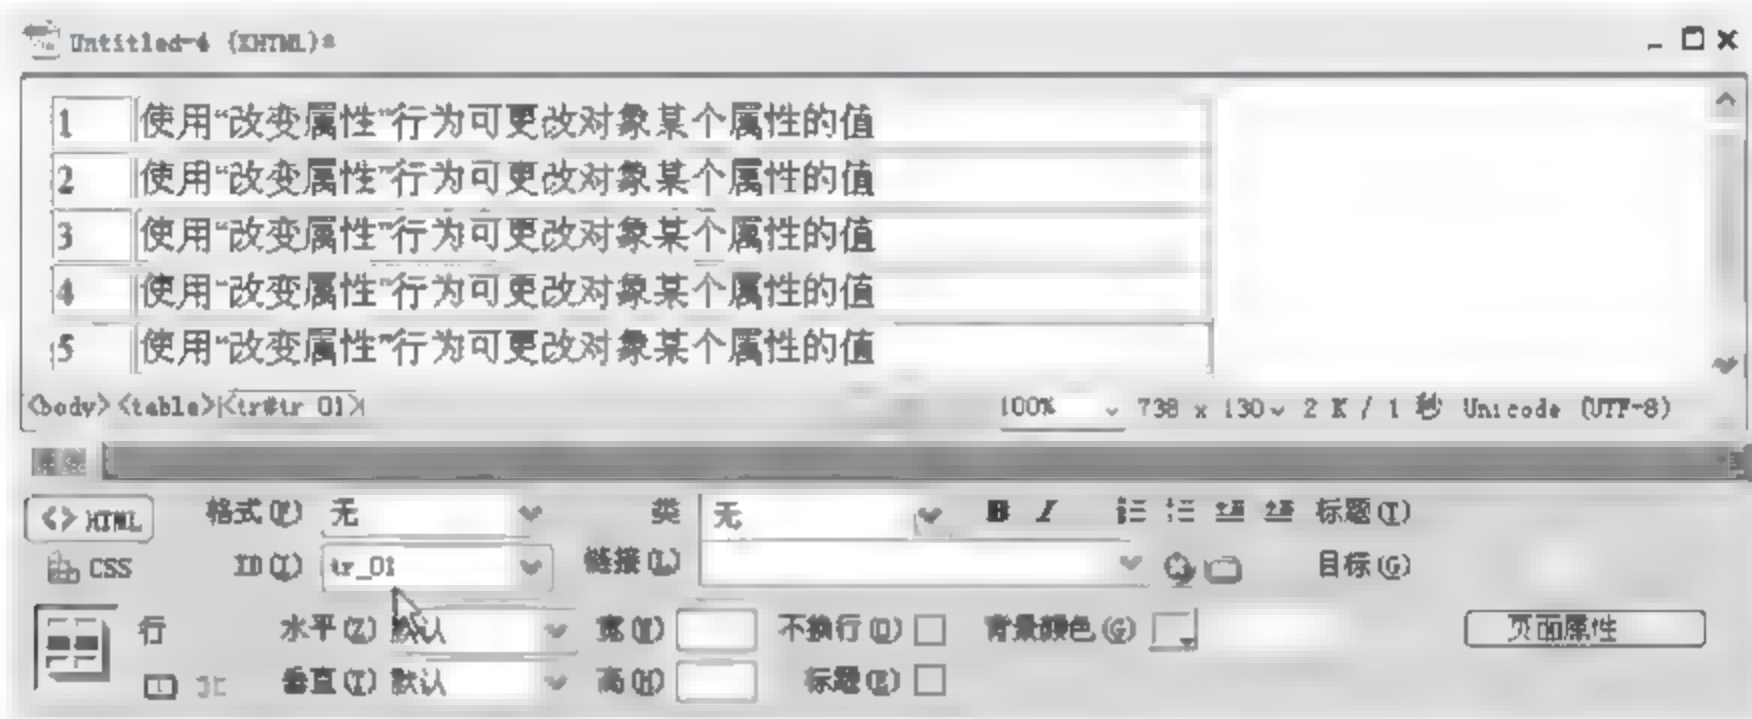 Untitled-4 (XHTML)*
1 使用“改变属性”行为可更改对象某个属性的值
2 使用“改变属性”行为可更改对象某个属性的值
3 使用“改变属性”行为可更改对象某个属性的值
4 使用“改变属性”行为可更改对象某个属性的值
5 使用“改变属性”行为可更改对象某个属性的值
<body><table><tr#tr_01> 100% 738 x 130 2 K / 1 秒 Unicode (UTF-8)
<> HTML 格式(F) 无 类 无 B I 标题(T)
CSS ID(I) tr_01 链接(L) 目标(G)
行 水平(Z) 默认 宽(W) 不换行(O) 背景颜色(G) 页面属性
垂直(T) 默认 高(H) 标题(E)